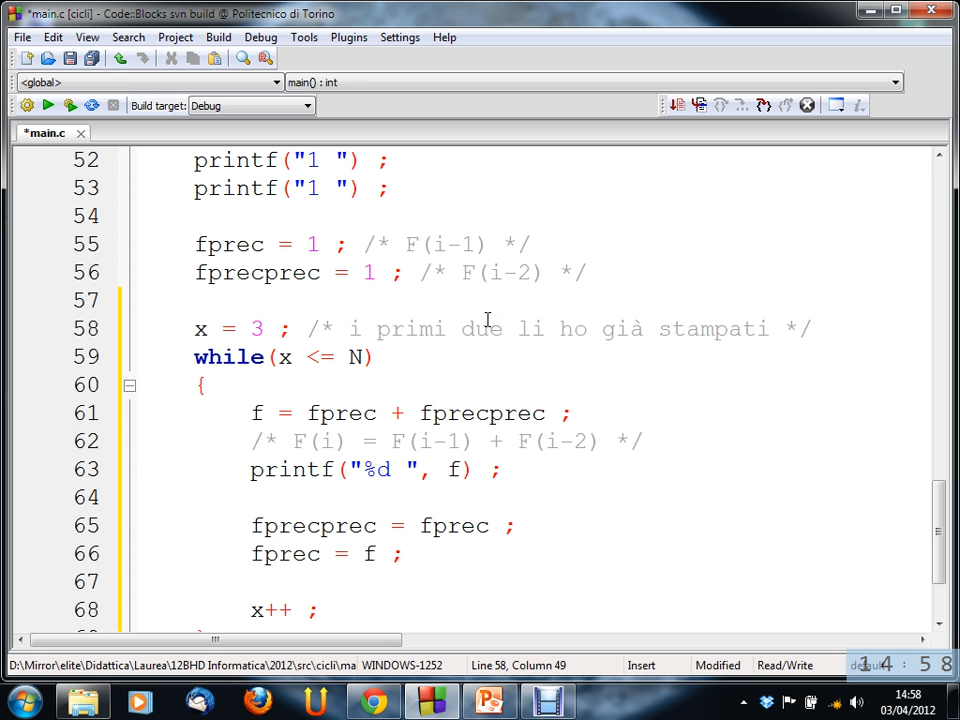 *main.c [cicli] - Code::Blocks svn build @ Politecnico di Torino
File Edit View Search Project Build Debug Tools Plugins Settings Help
<global> main() : int
Build target: Debug
*main.c
52 printf("1 ") ;
53 printf("1 ") ;
54
55 fprec = 1 ; /* F(i-1) */
56 fprecprec = 1 ; /* F(i-2) */
57
58 x = 3 ; /* i primi due li ho già stampati */
59 while(x <= N)
60 {
61 f = fprec + fprecprec ;
62 /* F(i) = F(i-1) + F(i-2) */
63 printf("%d ", f) ;
64
65 fprecprec = fprec ;
66 fprec = f ;
67
68 x++ ;
D:\Mirror\elite\Didattica\Laurea\12BHD Informatica\2012\src\cicli\ma WINDOWS-1252 Line 58, Column 49 Insert Modified Read/Write default
14:58
14:58
03/04/2012